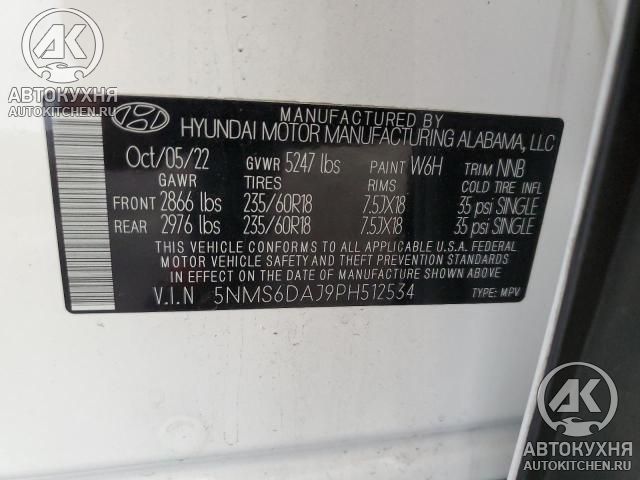 AK
АВТОКУХНЯ
AUTOKITCHEN.RU
MANUFACTURED BY
HYUNDAI MOTOR MANUFACTURING ALABAMA, LLC
Oct/05/22 GVWR 5247 lbs PAINT W6H TRIM NNB
GAWR TIRES RIMS COLD TIRE INFL
FRONT 2866 lbs 235/60R18 7.5JX18 35 psi SINGLE
REAR 2976 lbs 235/60R18 7.5JX18 35 psi SINGLE
THIS VEHICLE CONFORMS TO ALL APPLICABLE U.S.A. FEDERAL
MOTOR VEHICLE SAFETY AND THEFT PREVENTION STANDARDS
IN EFFECT ON THE DATE OF MANUFACTURE SHOWN ABOVE.
V.I.N 5NMS6DAJ9PH512534 TYPE: MPV
AK
АВТОКУХНЯ
AUTOKITCHEN.RU